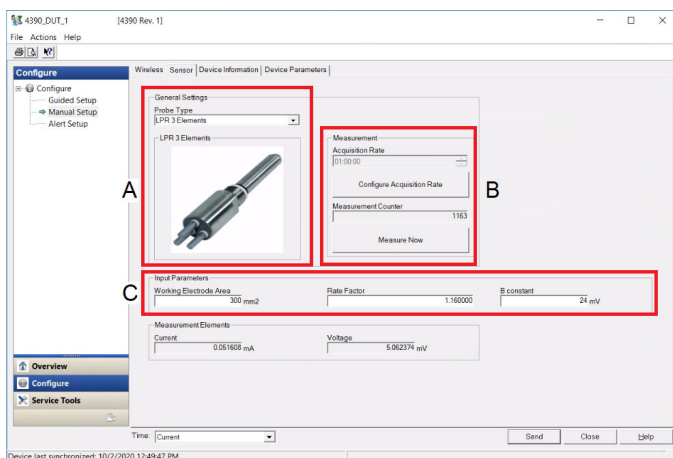 4390_DUT_1 [4390 Rev. 1]
File Actions Help
Configure
Configure
Guided Setup
Manual Setup
Alert Setup
Overview
Configure
Service Tools
Wireless Sensor Device Information Device Parameters
General Settings
Probe Type
LPR 3 Elements
LPR 3 Elements
A
Measurement
Acquisition Rate
01:00:00
Configure Acquisition Rate
Measurement Counter
1163
Measure Now
B
C
Input Parameters
Working Electrode Area Rate Factor B constant
300 mm2 1.160000 24 mV
Measurement Elements
Current Voltage
0.051608 mA 5.062374 mV
Time: Current Send Close Help
Device last synchronized: 10/2/2020 12:49:47 PM